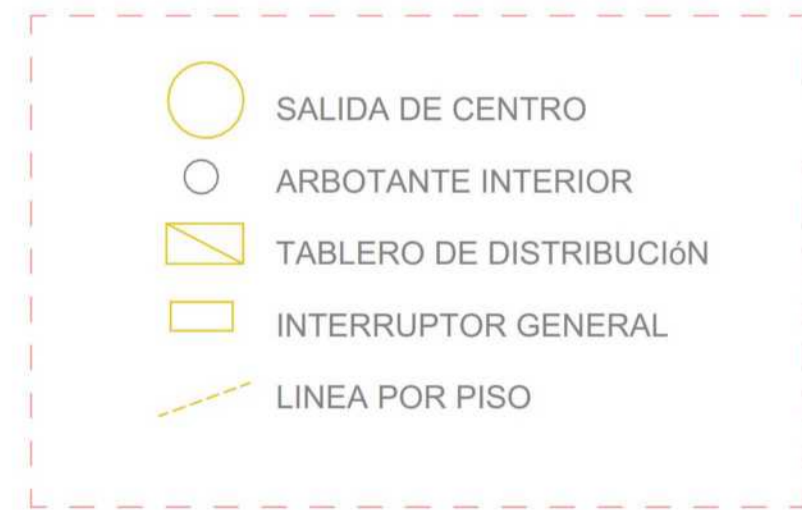 SALIDA DE CENTRO
ARBOTANTE INTERIOR
TABLERO DE DISTRIBUCIóN
INTERRUPTOR GENERAL
LINEA POR PISO